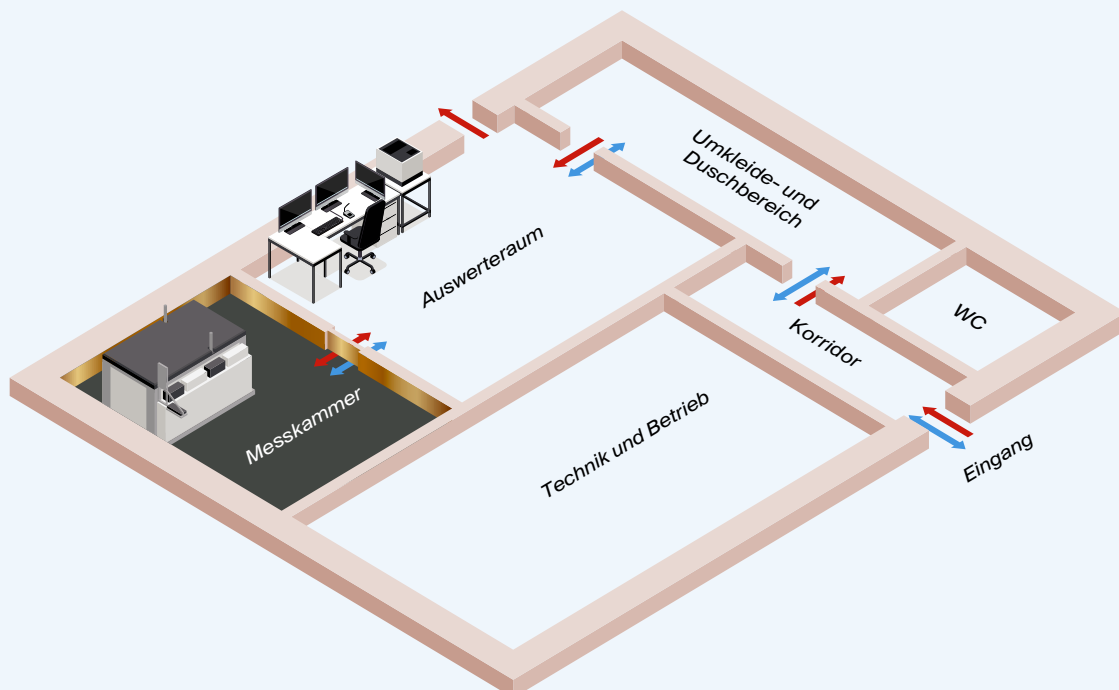 Umkleide- und
Duschbereich
Auswerteraum
WC
Korridor
Messkammer
Technik und Betrieb
Eingang